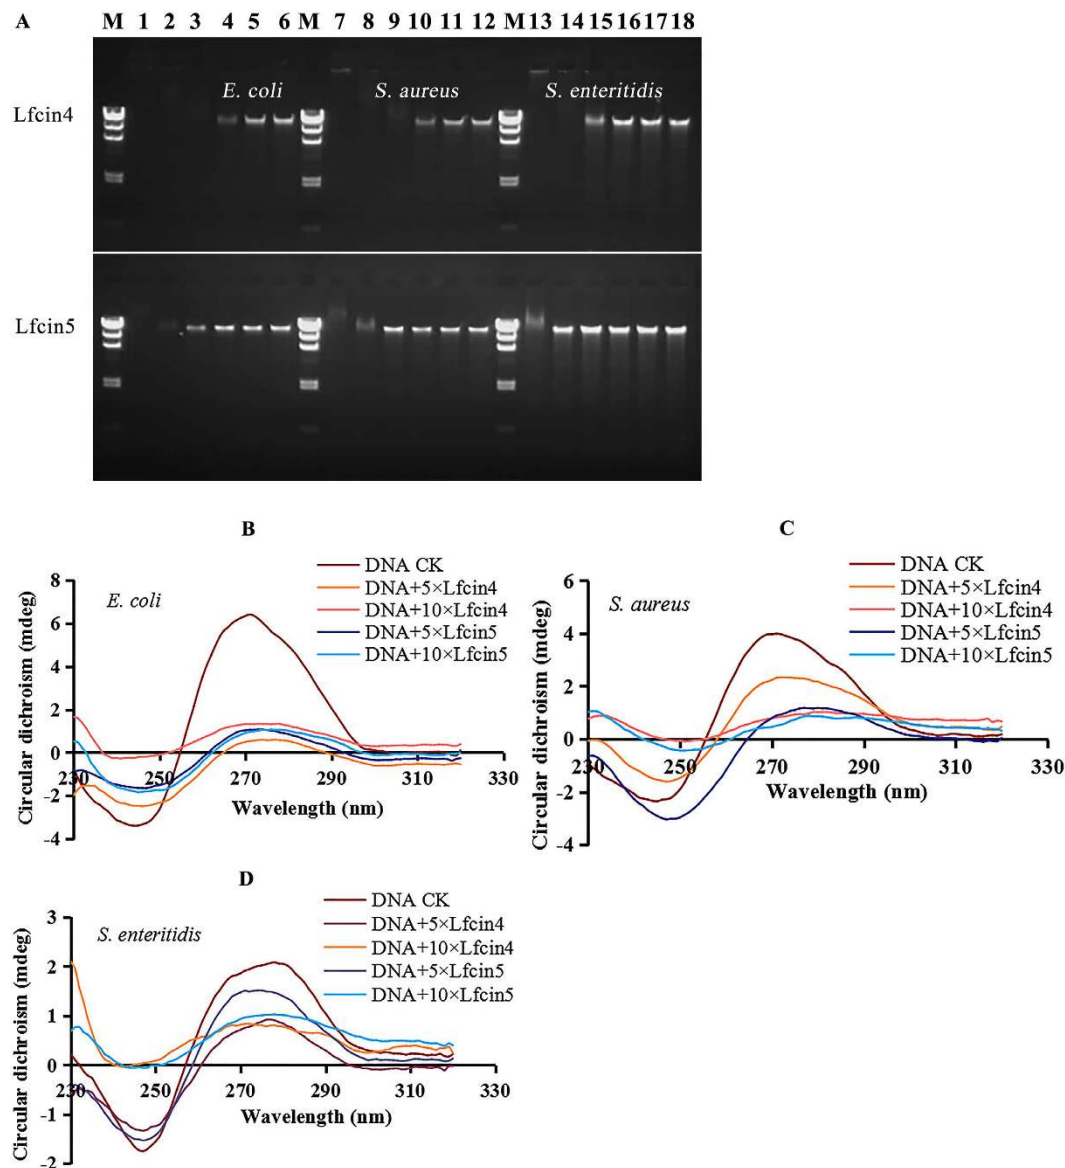 A M 1 2 3 4 5 6 M 7 8 9 10 11 12 M 13 14 15 16 17 18
Lfcin4
E. coli S. aureus S. enteritidis
Lfcin5
B
E. coli
DNA CK
DNA+5×Lfcin4
DNA+10×Lfcin4
DNA+5×Lfcin5
DNA+10×Lfcin5
Circular dichroism (mdeg)
8
6
4
2
0
-2
-4
230 250 270 290 310 330
Wavelength (nm)
C
S. aureus
DNA CK
DNA+5×Lfcin4
DNA+10×Lfcin4
DNA+5×Lfcin5
DNA+10×Lfcin5
Circular dichroism (mdeg)
6
4
2
0
-2
-4
230 250 270 290 310 330
Wavelength (nm)
D
S. enteritidis
DNA CK
DNA+5×Lfcin4
DNA+10×Lfcin4
DNA+5×Lfcin5
DNA+10×Lfcin5
Circular dichroism (mdeg)
3
2
1
0
-1
-2
230 250 270 290 310 330
Wavelength (nm)